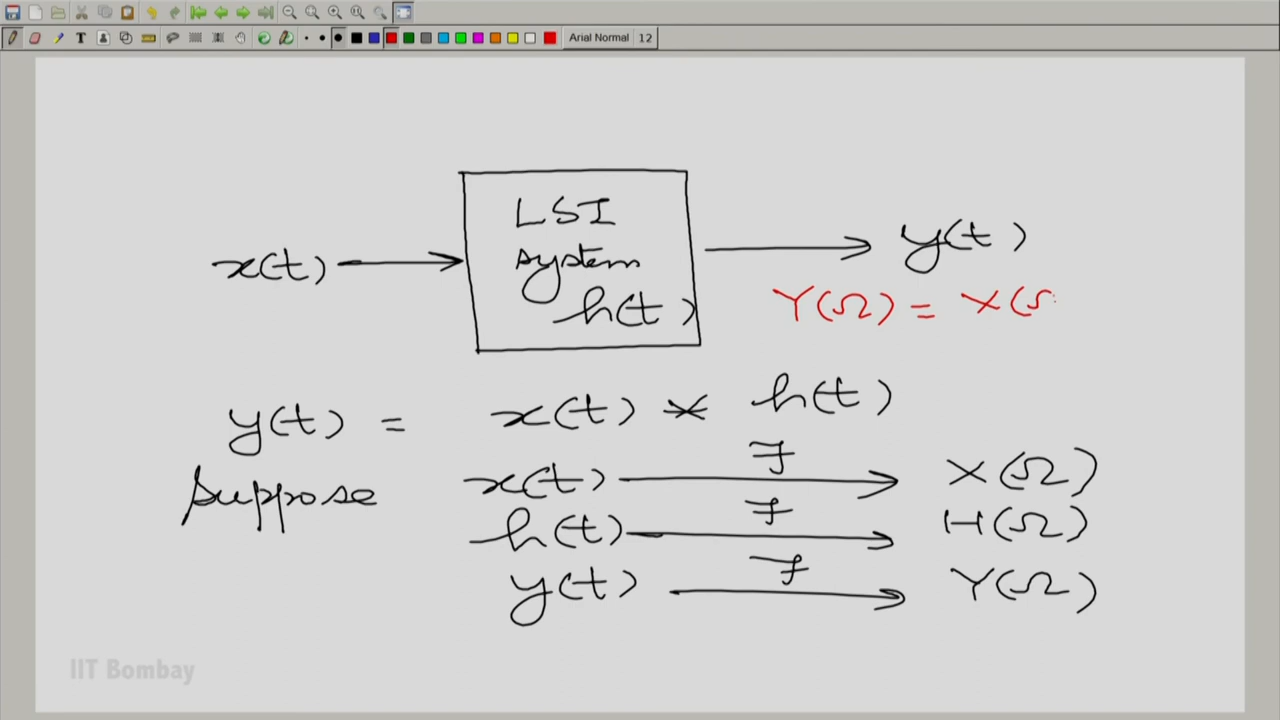 Arial Normal 12
LSI
system
h(t)
x(t)
y(t)
Y(Ω) = X(Ω
y(t) = x(t) * h(t)
Suppose x(t) F X(Ω)
h(t) F H(Ω)
y(t) F Y(Ω)
IIT Bombay